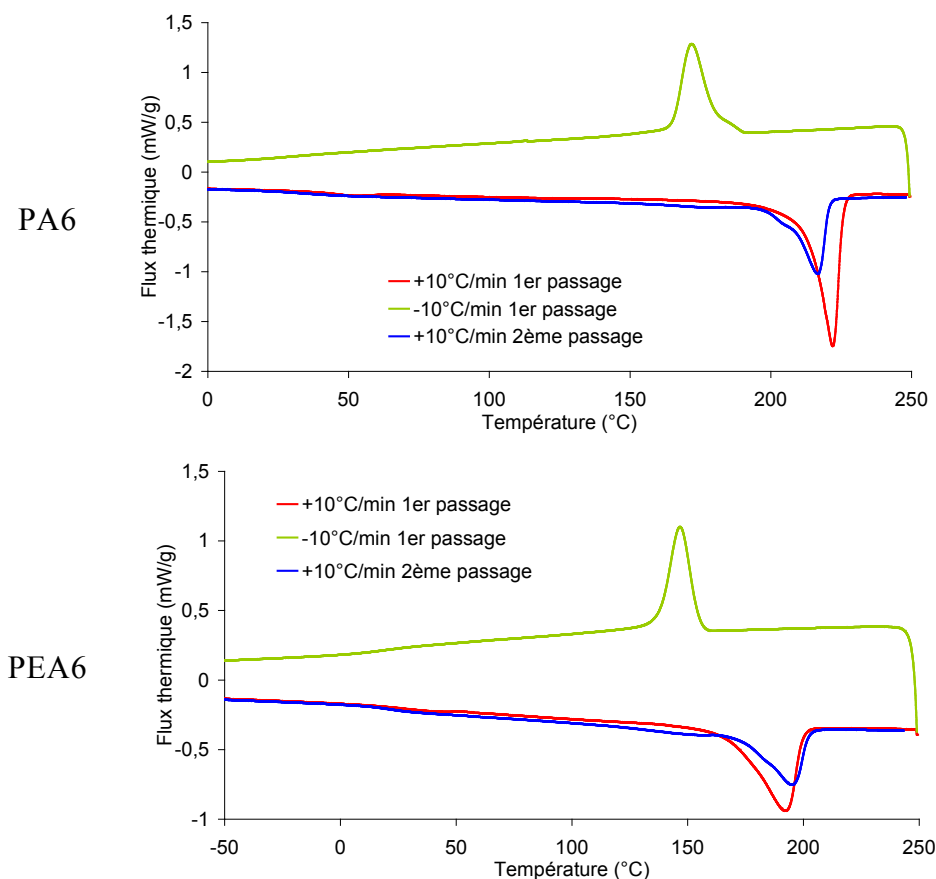 PA6
Flux thermique (mW/g)
1,5
1
0,5
0
-0,5
-1
-1,5
-2
+10°C/min 1er passage
-10°C/min 1er passage
+10°C/min 2ème passage
0 50 100 150 200 250
Température (°C)
PEA6
Flux thermique (mW/g)
1,5
1
0,5
0
-0,5
-1
+10°C/min 1er passage
-10°C/min 1er passage
+10°C/min 2ème passage
-50 0 50 100 150 200 250
Température (°C)